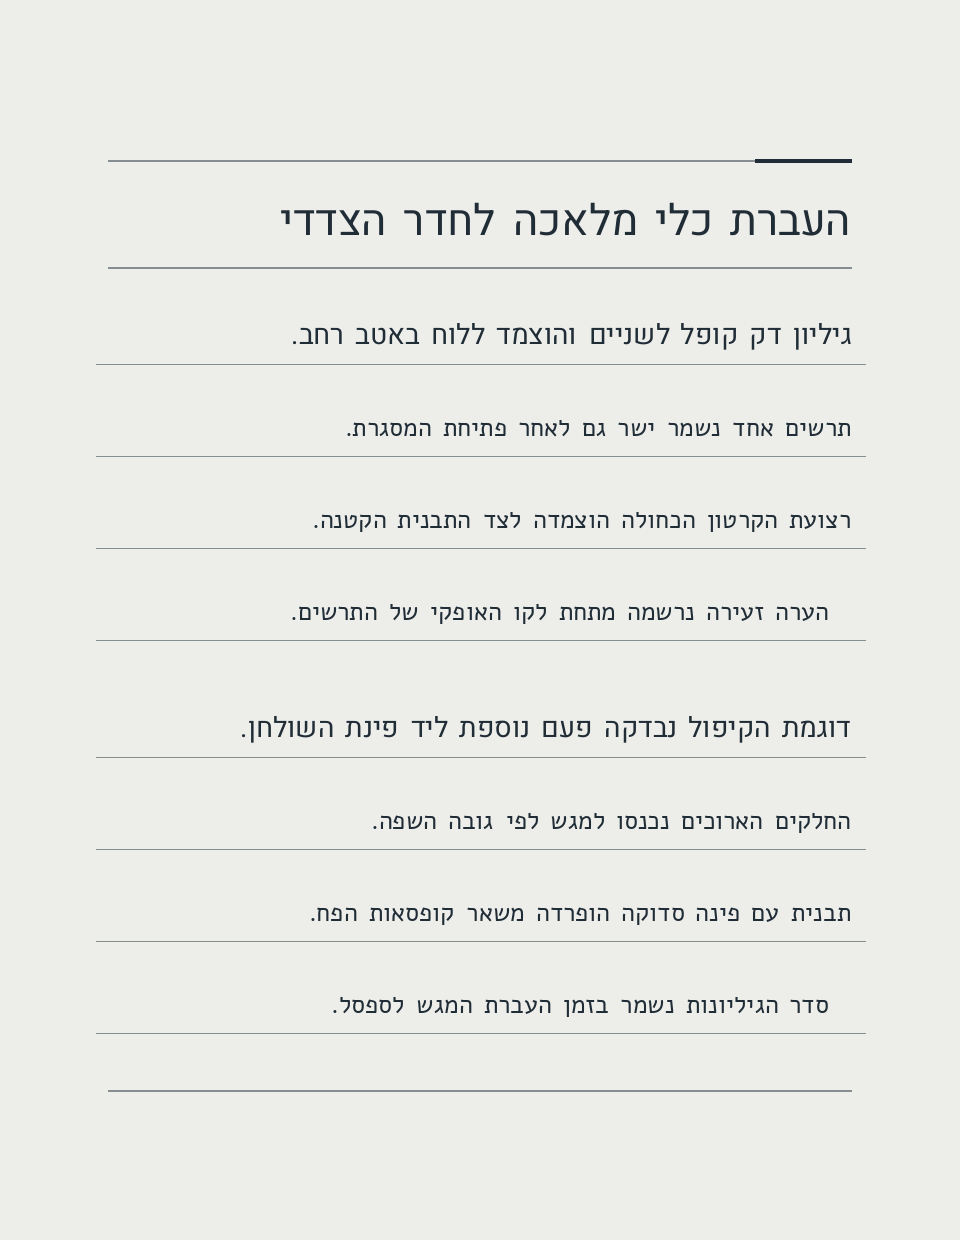 העברת כלי מלאכה לחדר הצדדי
גיליון דק קופל לשניים והוצמד ללוח באטב רחב.
תרשים אחד נשמר ישר גם לאחר פתיחת המסגרת.
רצועת הקרטון הכחולה הוצמדה לצד התבנית הקטנה.
הערה זעירה נרשמה מתחת לקו האופקי של התרשים.
דוגמת הקיפול נבדקה פעם נוספת ליד פינת השולחן.
החלקים הארוכים נכנסו למגש לפי גובה השפה.
תבנית עם פינה סדוקה הופרדה משאר קופסאות הפח.
סדר הגיליונות נשמר בזמן העברת המגש לספסל.